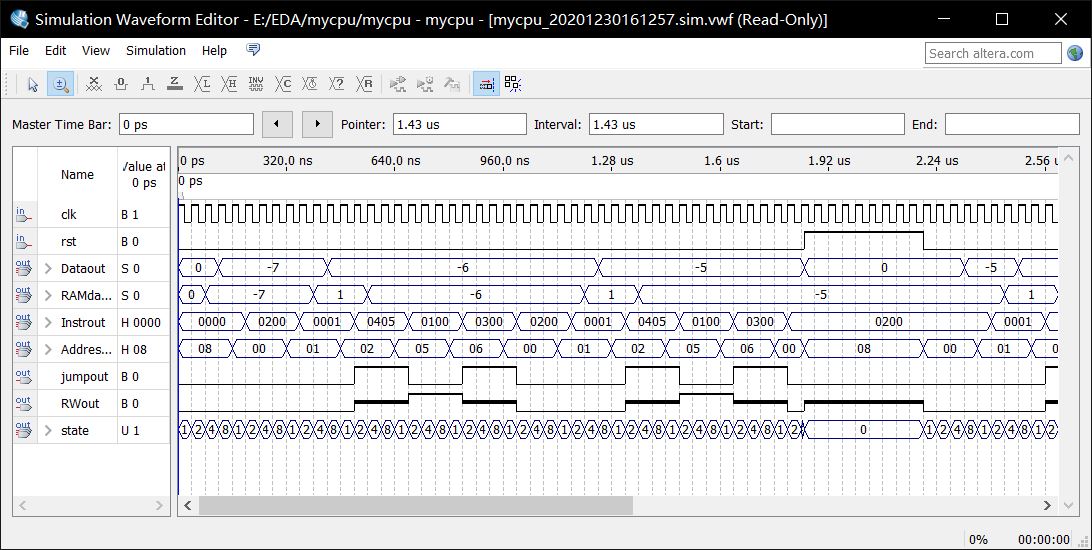 Simulation Waveform Editor - E:/EDA/mycpu/mycpu - mycpu - [mycpu_20201230161257.sim.vwf (Read-Only)]
File Edit View Simulation Help Search altera.com
Master Time Bar: 0 ps Pointer: 1.43 us Interval: 1.43 us Start: End:
Name Value at 0 ps
0 ps 320.0 ns 640.0 ns 960.0 ns 1.28 us 1.6 us 1.92 us 2.24 us 2.56 u
0 ps
in clk B 1
in rst B 0
out Dataout S 0 0 -7 -6 -5 0 -5
out RAMda... S 0 0 -7 1 -6 1 -5 1
out Instrout H 0000 0000 0200 0001 0405 0100 0300 0200 0001 0405 0100 0300 0200 0001
out Addres... H 08 08 00 01 02 05 06 00 01 02 05 06 00 08 00 01 0
out jumpout B 0
out RWout B 0
out state U 1 1 2 4 8 1 2 4 8 1 2 4 8 1 2 4 8 1 2 4 8 1 2 4 8 1 2 4 8 1 2 4 8 1 2 4 8 1 2 4 8 1 2 4 8 1 2 0 1 2 4 8 1 2 4 8 1 2
0% 00:00:00